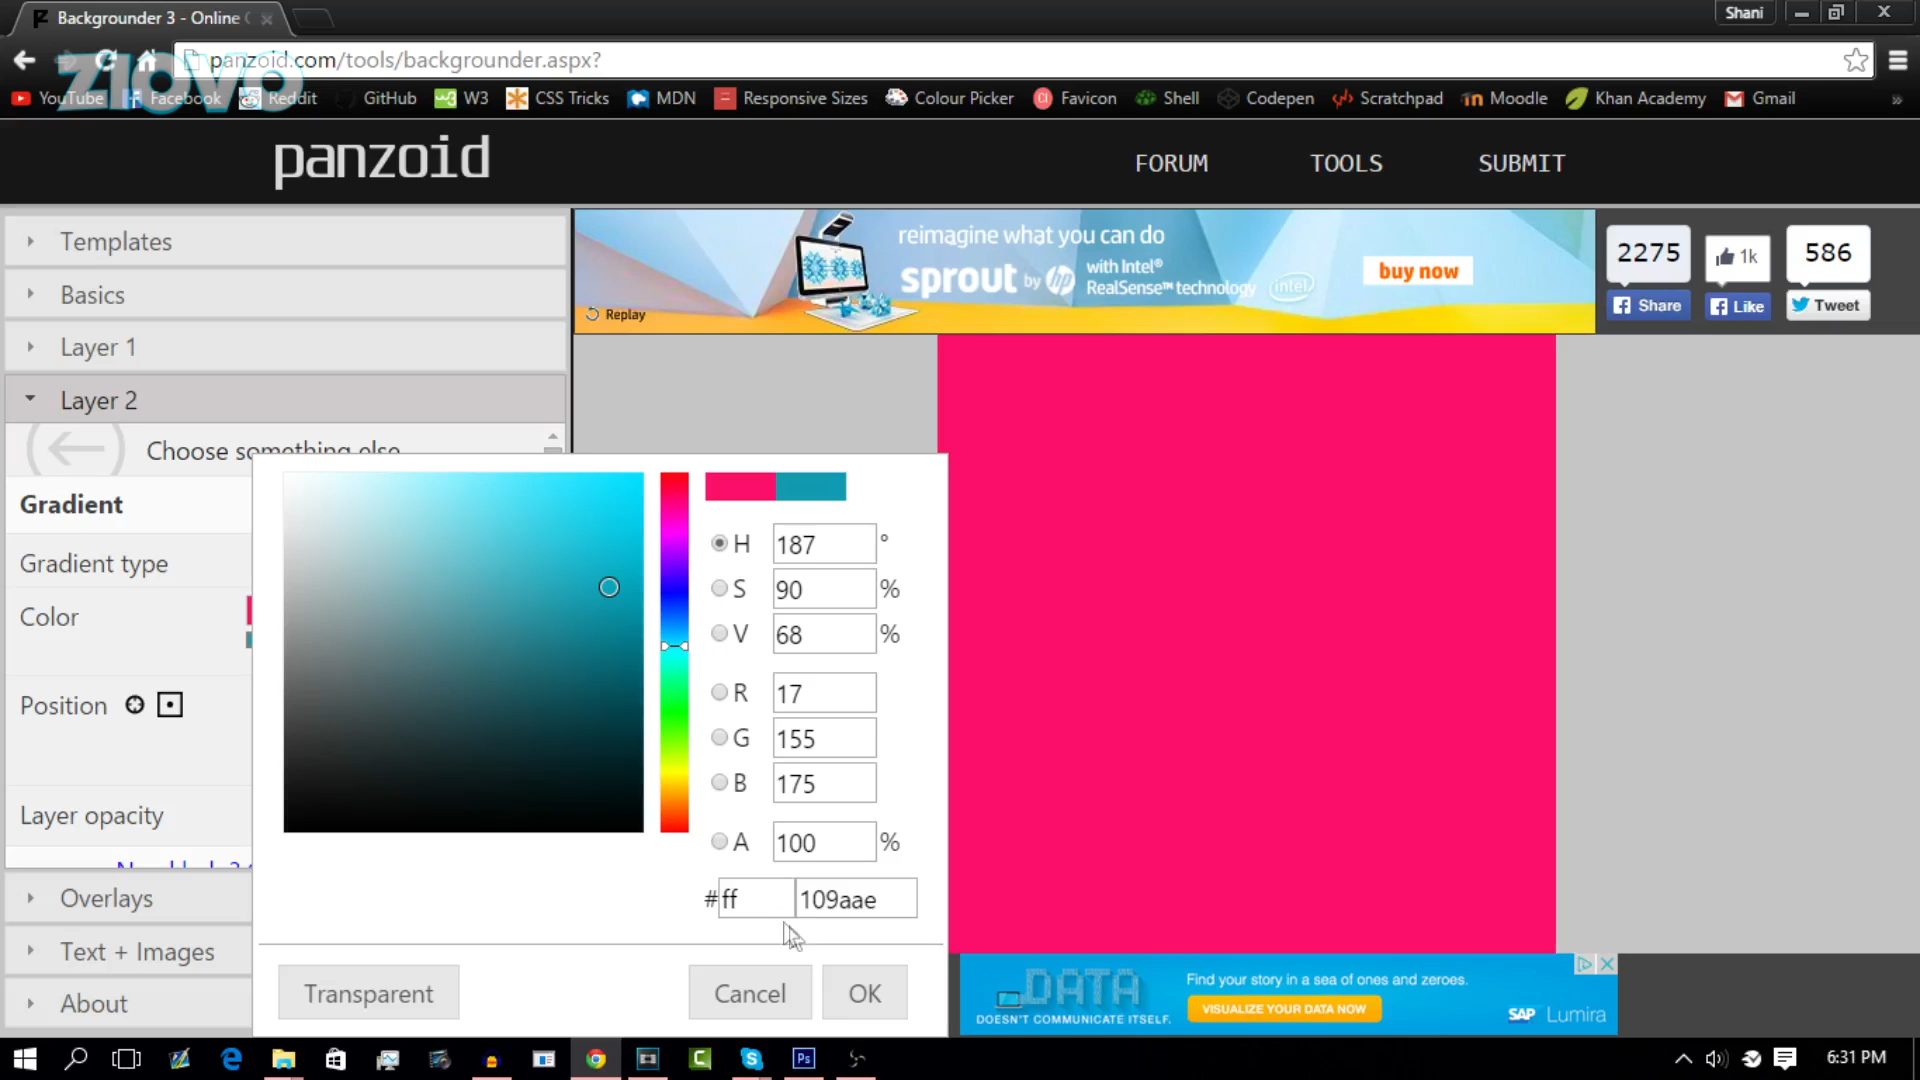 Backgrounder 3 - Online
Shani
panzoid.com/tools/backgrounder.aspx?
ZIOVO
YouTube Facebook Reddit GitHub W3 CSS Tricks MDN Responsive Sizes Colour Picker Favicon Shell Codepen Scratchpad Moodle Khan Academy Gmail »
panzoid
FORUM TOOLS SUBMIT
Templates
Basics
Layer 1
Layer 2
Choose something else
Gradient
Gradient type
Color
Position
Layer opacity
Overlays
Text + Images
About
reimagine what you can do
sprout by hp with Intel®
RealSense™ technology
intel
buy now
Replay
2275 1k 586
Share Like Tweet
H 187 °
S 90 %
V 68 %
R 17
G 155
B 175
A 100 %
# ff 109aae
Transparent Cancel OK
DATA
DOESN'T COMMUNICATE ITSELF.
Find your story in a sea of ones and zeroes.
VISUALIZE YOUR DATA NOW
SAP Lumira
Ps
6:31 PM